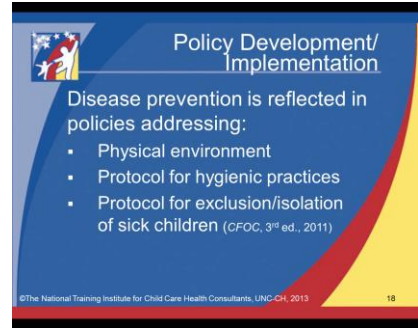 Policy Development/
Implementation
Disease prevention is reflected in
policies addressing:
▪ Physical environment
▪ Protocol for hygienic practices
▪ Protocol for exclusion/isolation
of sick children (CFOC, 3rd ed., 2011)
©The National Training Institute for Child Care Health Consultants, UNC-CH, 2013
18